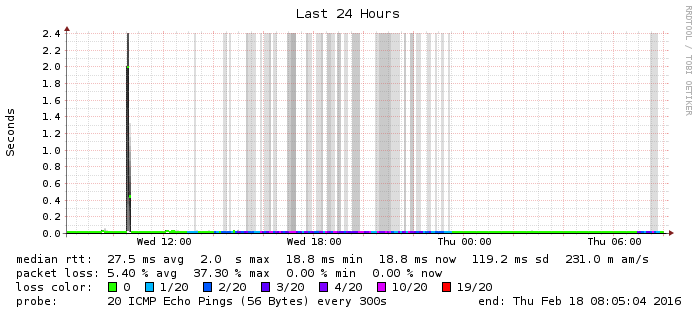 Last 24 Hours
RRDTOOL / TOBI OETIKER
Seconds
2.4
2.2
2.0
1.8
1.6
1.4
1.2
1.0
0.8
0.6
0.4
0.2
0.0
Wed 12:00 Wed 18:00 Thu 00:00 Thu 06:00
median rtt: 27.5 ms avg 2.0 s max 18.8 ms min 18.8 ms now 119.2 ms sd 231.0 m am/s
packet loss: 5.40 % avg 37.30 % max 0.00 % min 0.00 % now
loss color: 0 1/20 2/20 3/20 4/20 10/20 19/20
probe: 20 ICMP Echo Pings (56 Bytes) every 300s end: Thu Feb 18 08:05:04 2016